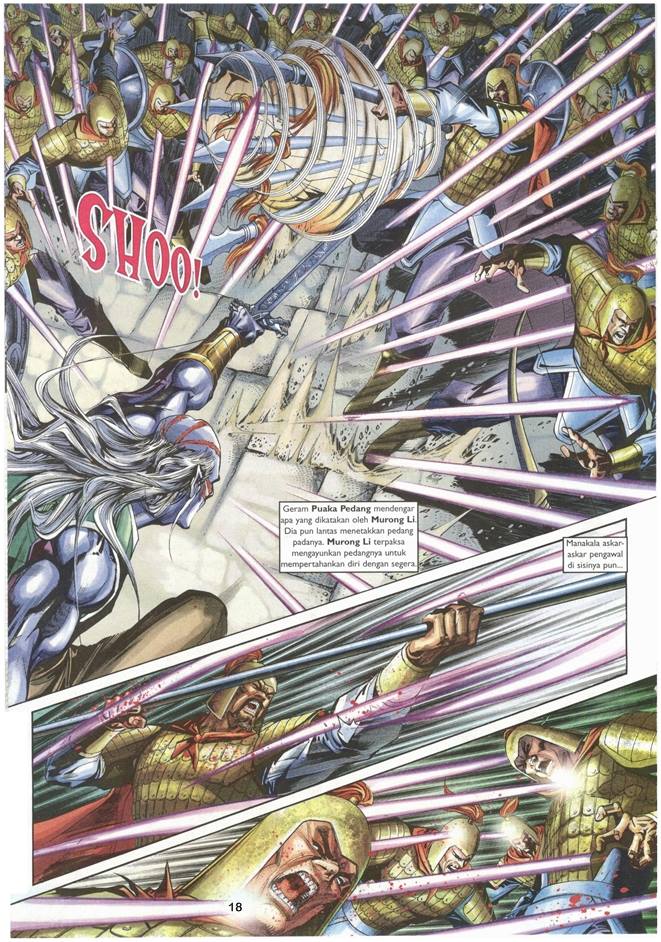 SHOO!
Geram Puaka Pedang mendengar
apa yang dikatakan oleh Murong Li.
Dia pun lantas menetakkan pedang
padanya. Murong Li terpaksa
mengayunkan pedangnya untuk
mempertahankan diri dengan segera.
Manakala askar-
askar pengawal
di sisinya pun...
18